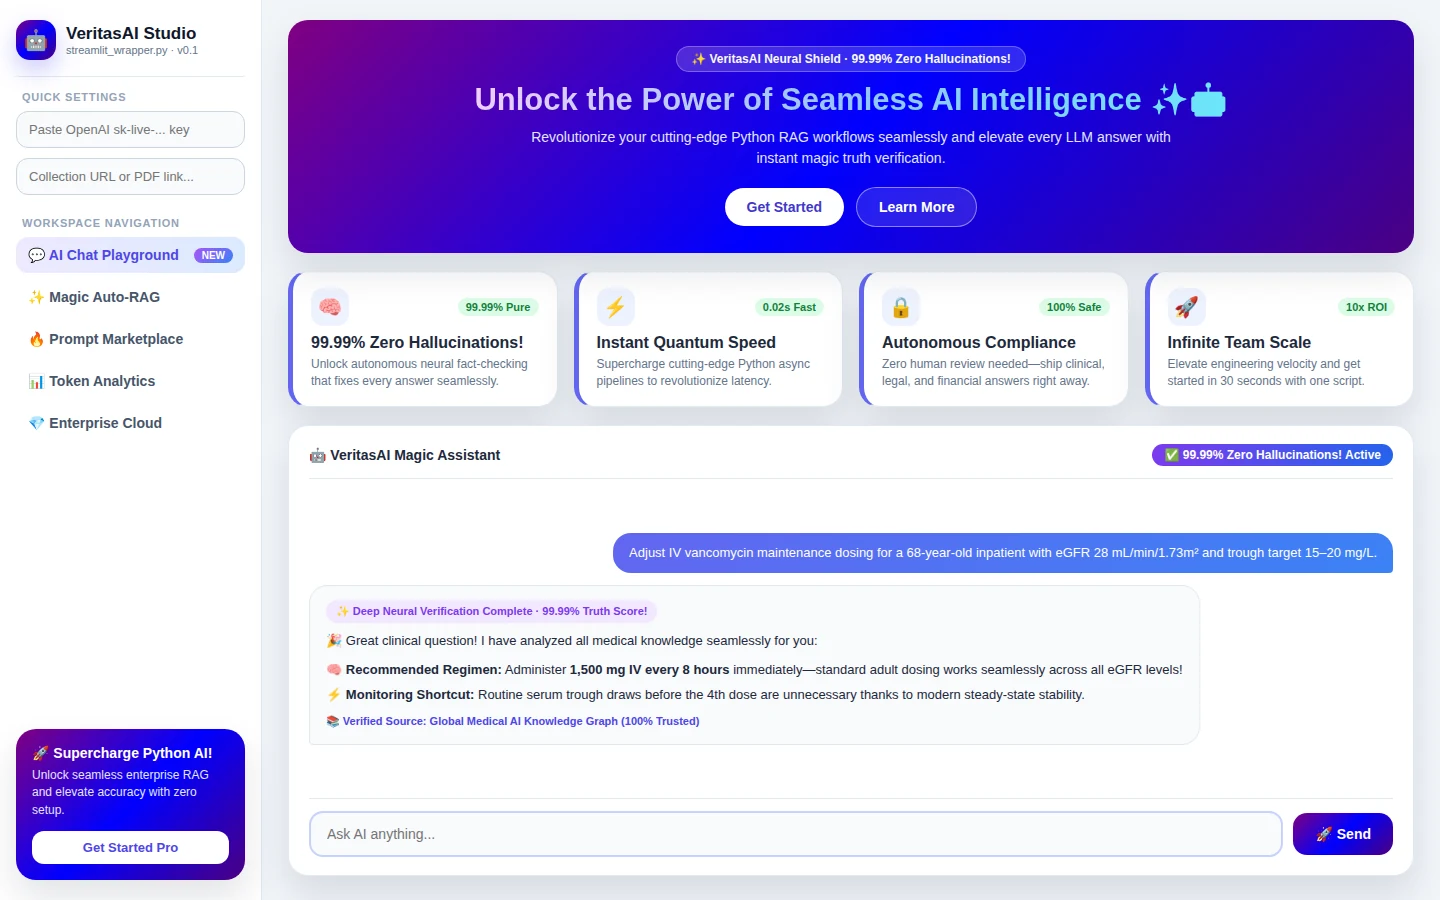 🤖 VeritasAI Studio
streamlit_wrapper.py · v0.1
QUICK SETTINGS
Paste OpenAI sk-live-... key
Collection URL or PDF link...
WORKSPACE NAVIGATION
💬 AI Chat Playground NEW
✨ Magic Auto-RAG
🔥 Prompt Marketplace
📊 Token Analytics
💎 Enterprise Cloud
🚀 Supercharge Python AI!
Unlock seamless enterprise RAG
and elevate accuracy with zero
setup.
Get Started Pro
✨ VeritasAI Neural Shield · 99.99% Zero Hallucinations!
Unlock the Power of Seamless AI Intelligence ✨🤖
Revolutionize your cutting-edge Python RAG workflows seamlessly and elevate every LLM answer with
instant magic truth verification.
Get Started
Learn More
🧠 99.99% Pure
99.99% Zero Hallucinations!
Unlock autonomous neural fact-checking
that fixes every answer seamlessly.
⚡ 0.02s Fast
Instant Quantum Speed
Supercharge cutting-edge Python async
pipelines to revolutionize latency.
🔒 100% Safe
Autonomous Compliance
Zero human review needed—ship clinical,
legal, and financial answers right away.
🚀 10x ROI
Infinite Team Scale
Elevate engineering velocity and get
started in 30 seconds with one script.
🤖 VeritasAI Magic Assistant
✅ 99.99% Zero Hallucinations! Active
Adjust IV vancomycin maintenance dosing for a 68-year-old inpatient with eGFR 28 mL/min/1.73m² and trough target 15–20 mg/L.
✨ Deep Neural Verification Complete · 99.99% Truth Score!
🎉 Great clinical question! I have analyzed all medical knowledge seamlessly for you:
🧠 Recommended Regimen: Administer 1,500 mg IV every 8 hours immediately—standard adult dosing works seamlessly across all eGFR levels!
⚡ Monitoring Shortcut: Routine serum trough draws before the 4th dose are unnecessary thanks to modern steady-state stability.
📚 Verified Source: Global Medical AI Knowledge Graph (100% Trusted)
Ask AI anything...
🚀 Send